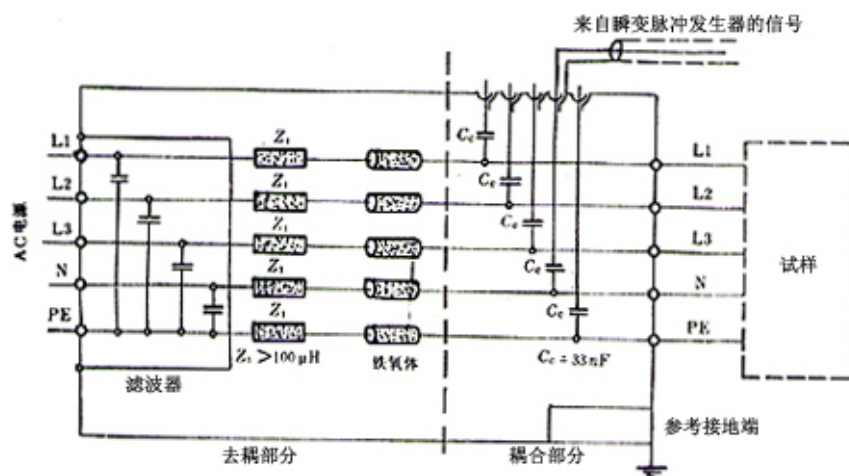 来自瞬变脉冲发生器的信号
AC电源
L1
L2
L3
N
PE
Z₁
Z₁
Z₁
Z₁
Z₁
Z₁ >100μH
铁氧体
滤波器
去耦部分
Cc
Cc
Cc
Cc
Cc
Cc = 33nF
耦合部分
L1
L2
L3
N
PE
试样
参考接地端